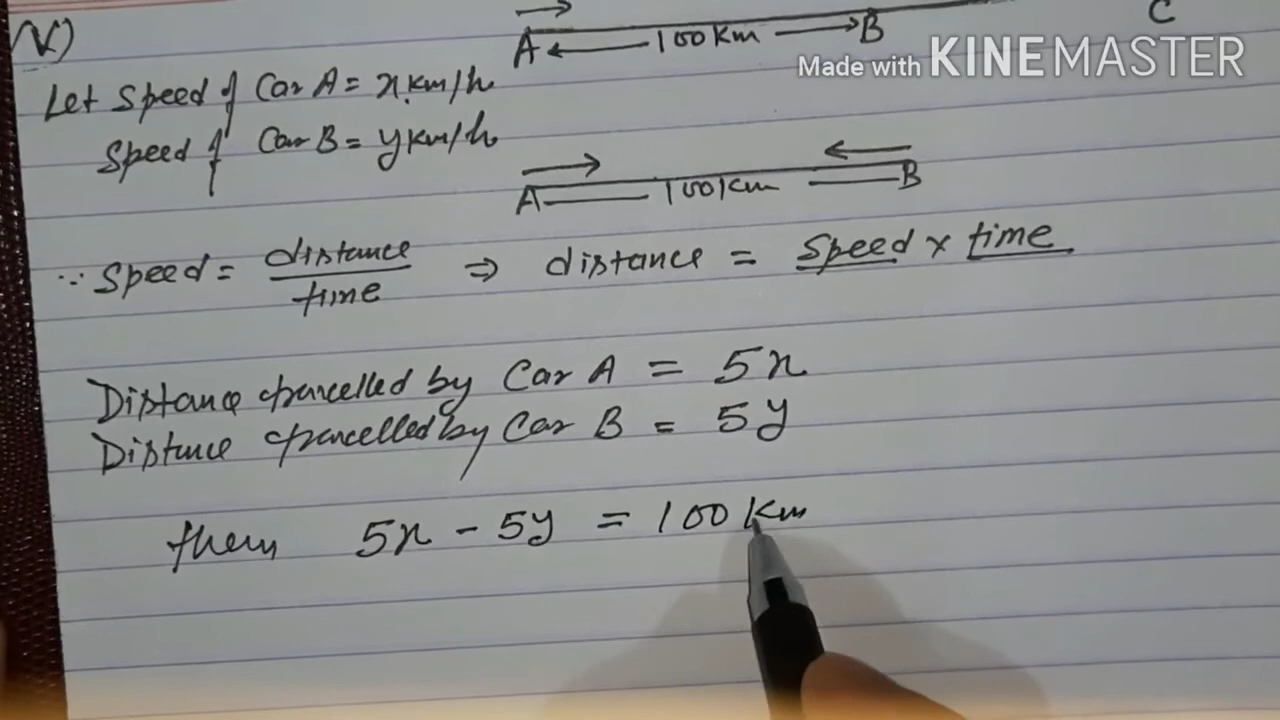 V)
A 100 Km B C
Made with KINEMASTER
Let Speed of Car A = x km/h
Speed of Car B = y km/h
A 100 Km B
∵ Speed = distance/time ⇒ distance = speed × time
Distance travelled by Car A = 5x
Distance travelled by Car B = 5y
then 5x - 5y = 100 Km